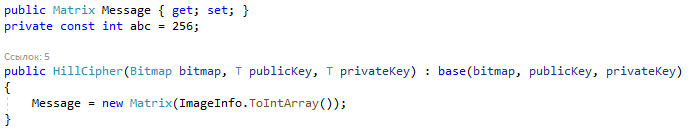 public Matrix Message { get; set; }
private const int abc = 256;
Ссылок: 5
public HillCipher(Bitmap bitmap, T publicKey, T privateKey) : base(bitmap, publicKey, privateKey)
{
Message = new Matrix(ImageInfo.ToIntArray());
}